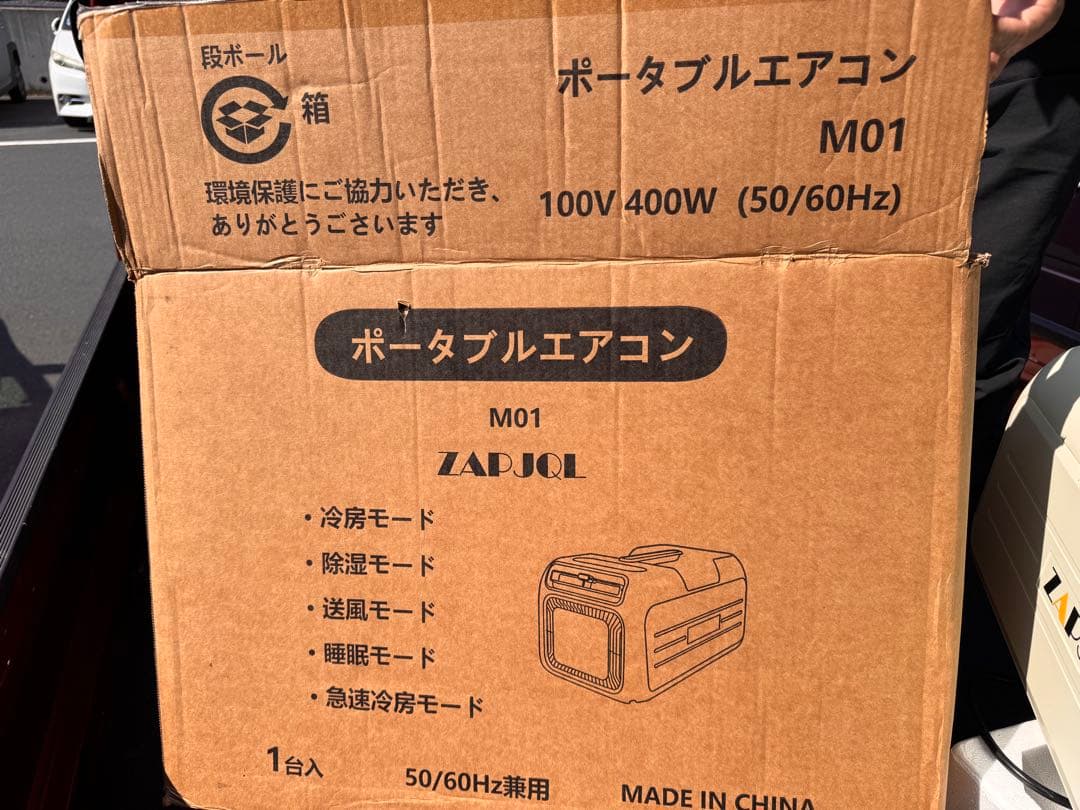 段ボール
箱
環境保護にご協力いただき、
ありがとうございます
ポータブルエアコン
M01
100V 400W (50/60Hz)
ポータブルエアコン
M01
ZAPJQL
・冷房モード
・除湿モード
・送風モード
・睡眠モード
・急速冷房モード
1台入
50/60Hz兼用
MADE IN CHINA